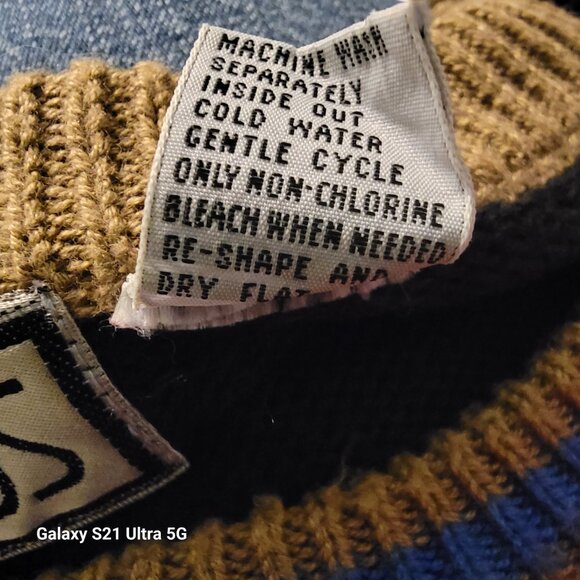 MACHINE WASH
SEPARATELY
INSIDE OUT
COLD WATER
GENTLE CYCLE
ONLY NON-CHLORINE
BLEACH WHEN NEEDED
RE-SHAPE AND
DRY FLAT
Galaxy S21 Ultra 5G